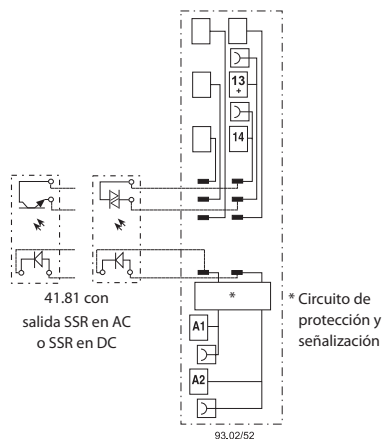 13
+
14
41.81 con
salida SSR en AC
o SSR en DC
*
* Circuito de
protección y
señalización
A1
A2
93.02/52